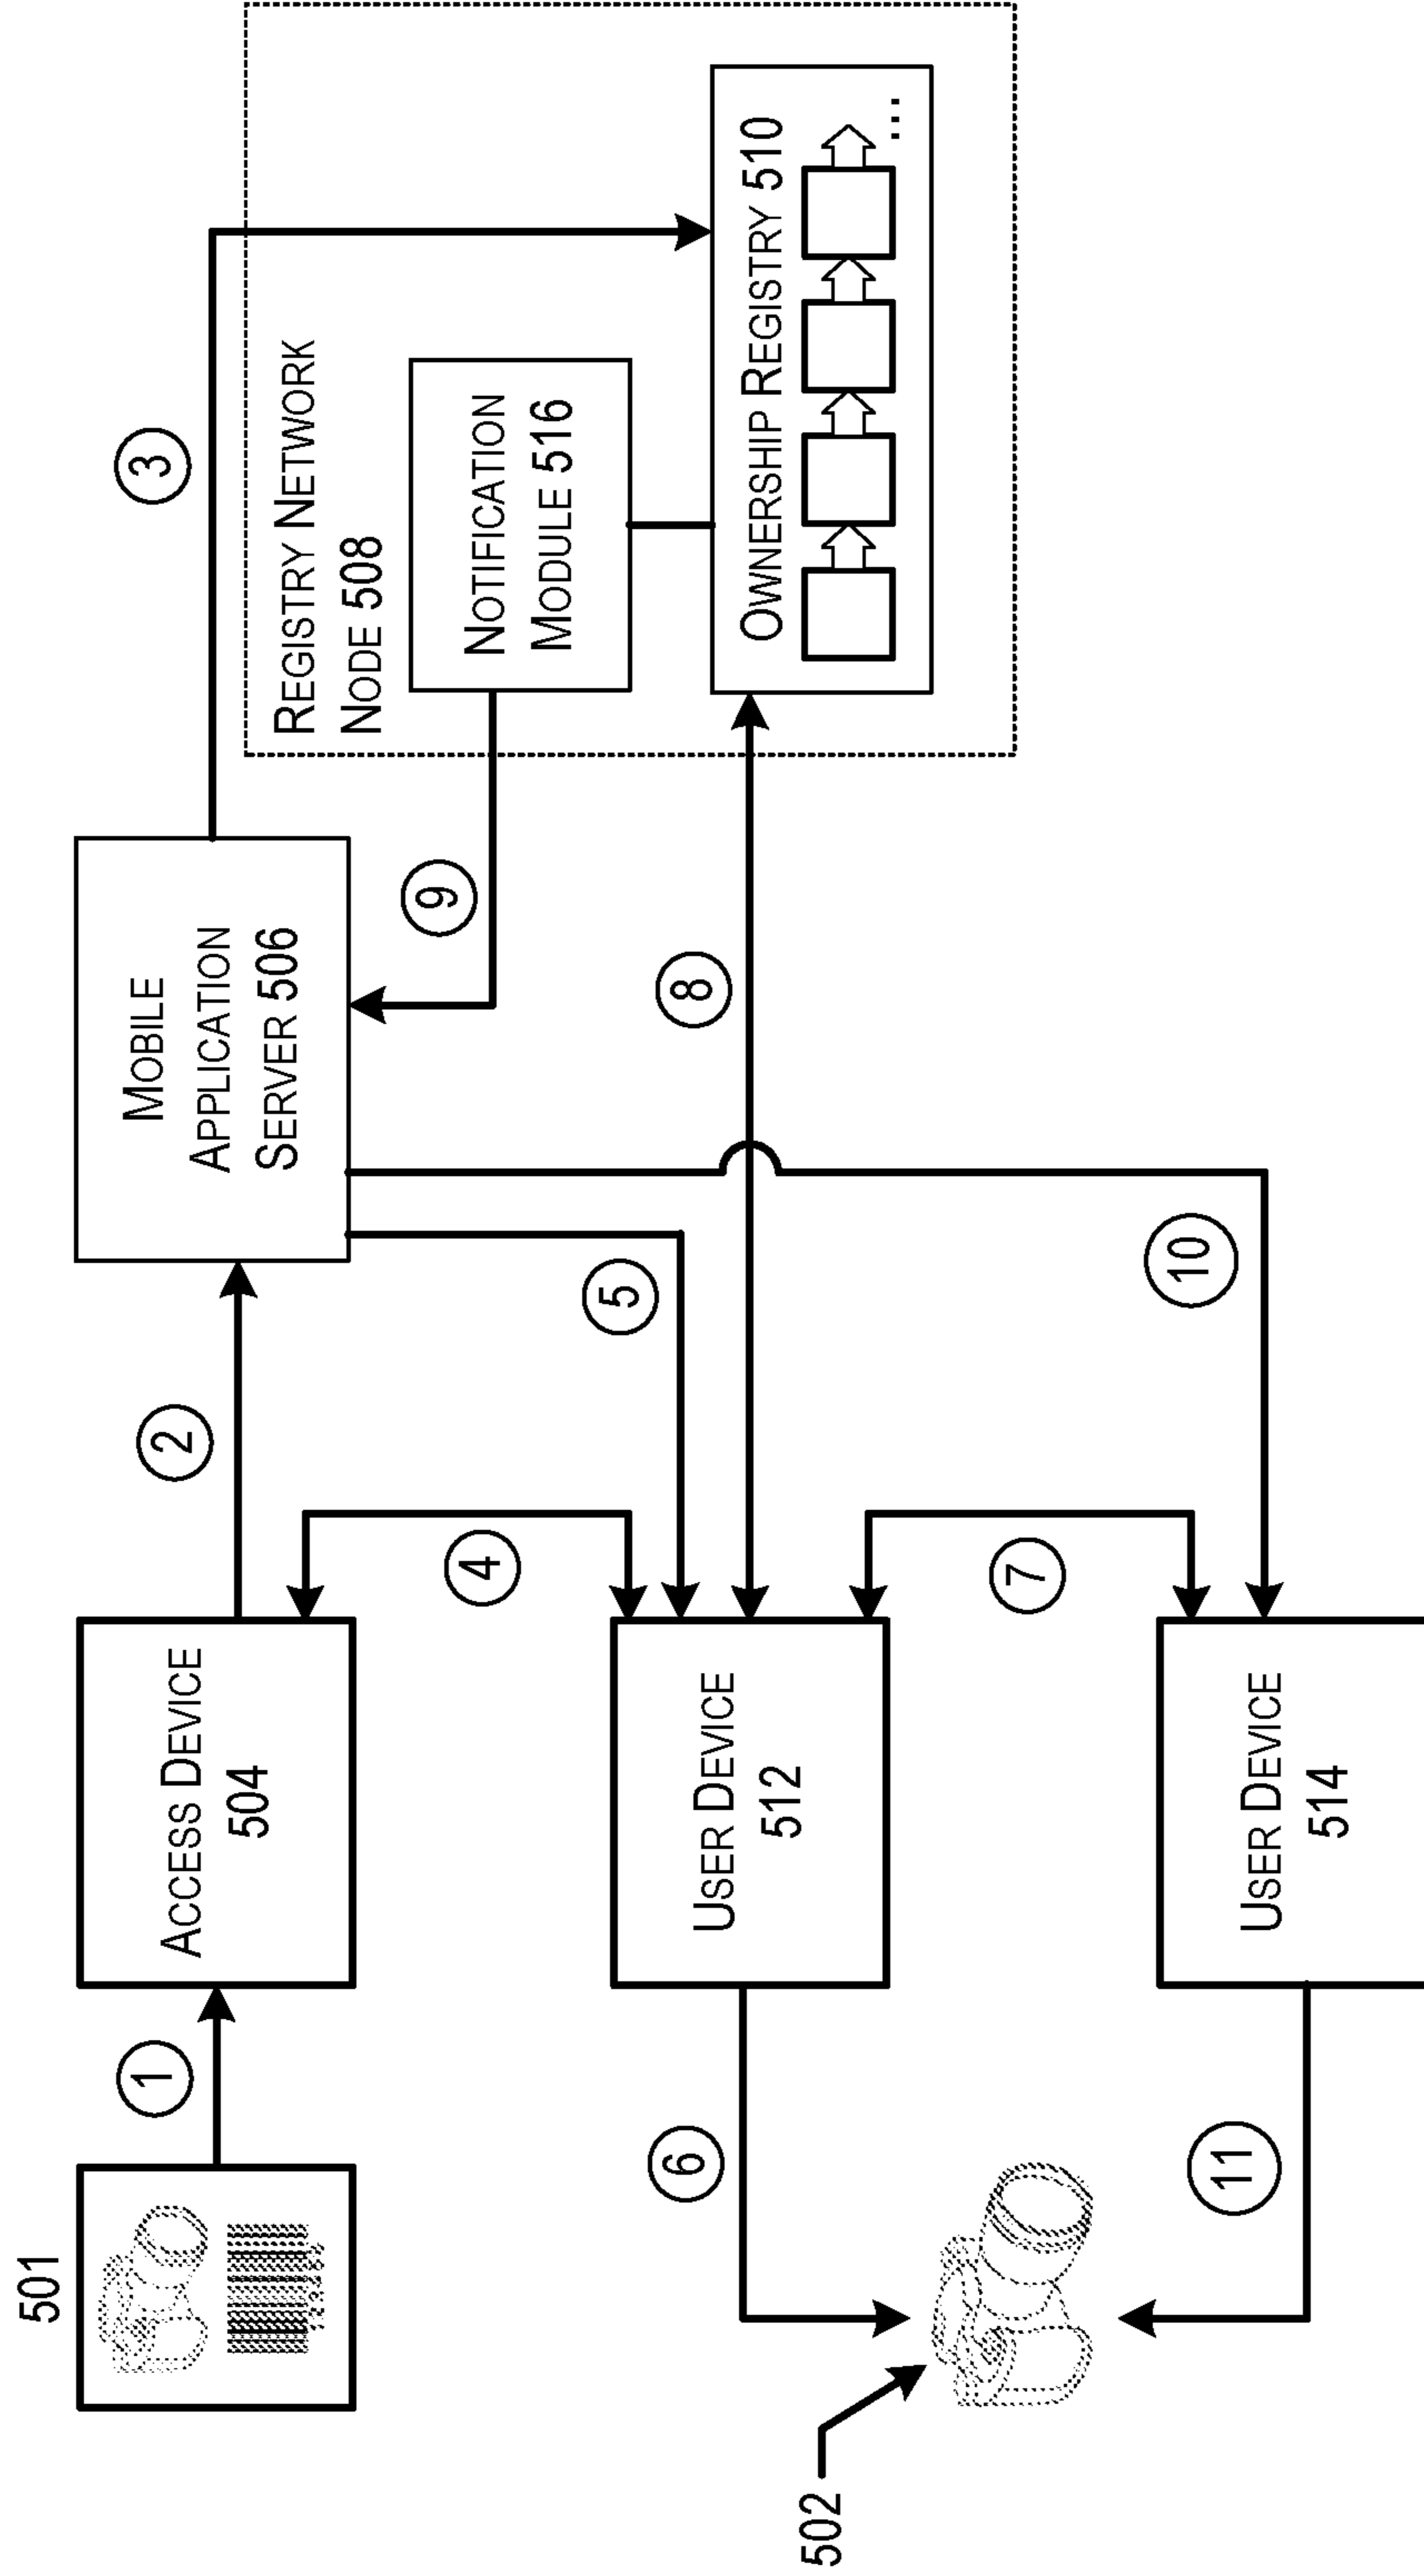 501
1
ACCESS DEVICE
504
2
MOBILE
APPLICATION
SERVER 506
3
REGISTRY NETWORK
NODE 508
NOTIFICATION
MODULE 516
9
4
5
8
OWNERSHIP REGISTRY 510
...
6
USER DEVICE
512
502
7
10
11
USER DEVICE
514